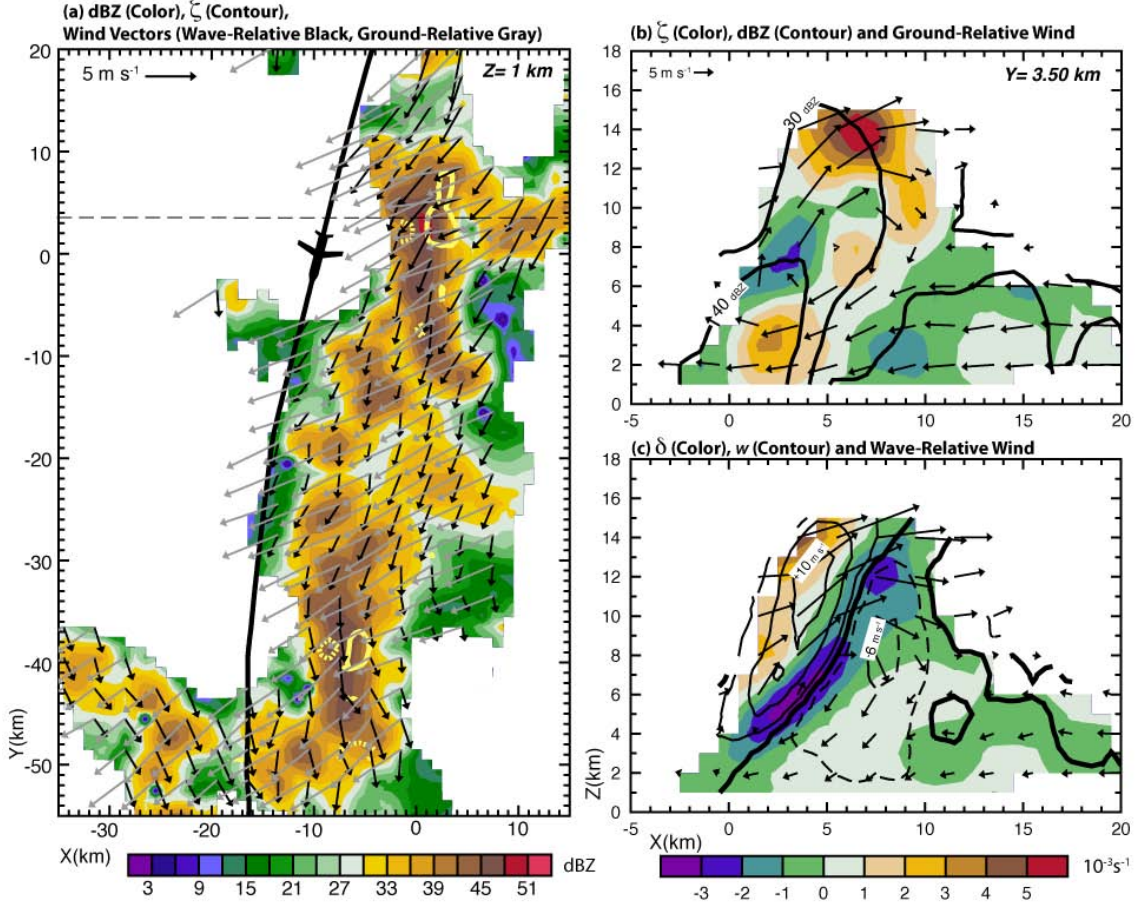 (a) dBZ (Color), ζ (Contour),
Wind Vectors (Wave-Relative Black, Ground-Relative Gray)
5 m s⁻¹
Z= 1 km
20
10
0
-10
-20
-30
-40
-50
Y(km)
-30 -20 -10 0 10
X(km)
3 9 15 21 27 33 39 45 51
dBZ
(b) ζ (Color), dBZ (Contour) and Ground-Relative Wind
5 m s⁻¹
Y= 3.50 km
18
16
14
12
10
8
6
4
2
0
30 dBZ
40 dBZ
-5 0 5 10 15 20
(c) δ (Color), w (Contour) and Wave-Relative Wind
18
16
14
12
10
8
6
4
2
0
+10 m s⁻¹
-6 m s⁻¹
Z(km)
-5 0 5 10 15 20
X(km)
-3 -2 -1 0 1 2 3 4 5
10⁻³s⁻¹